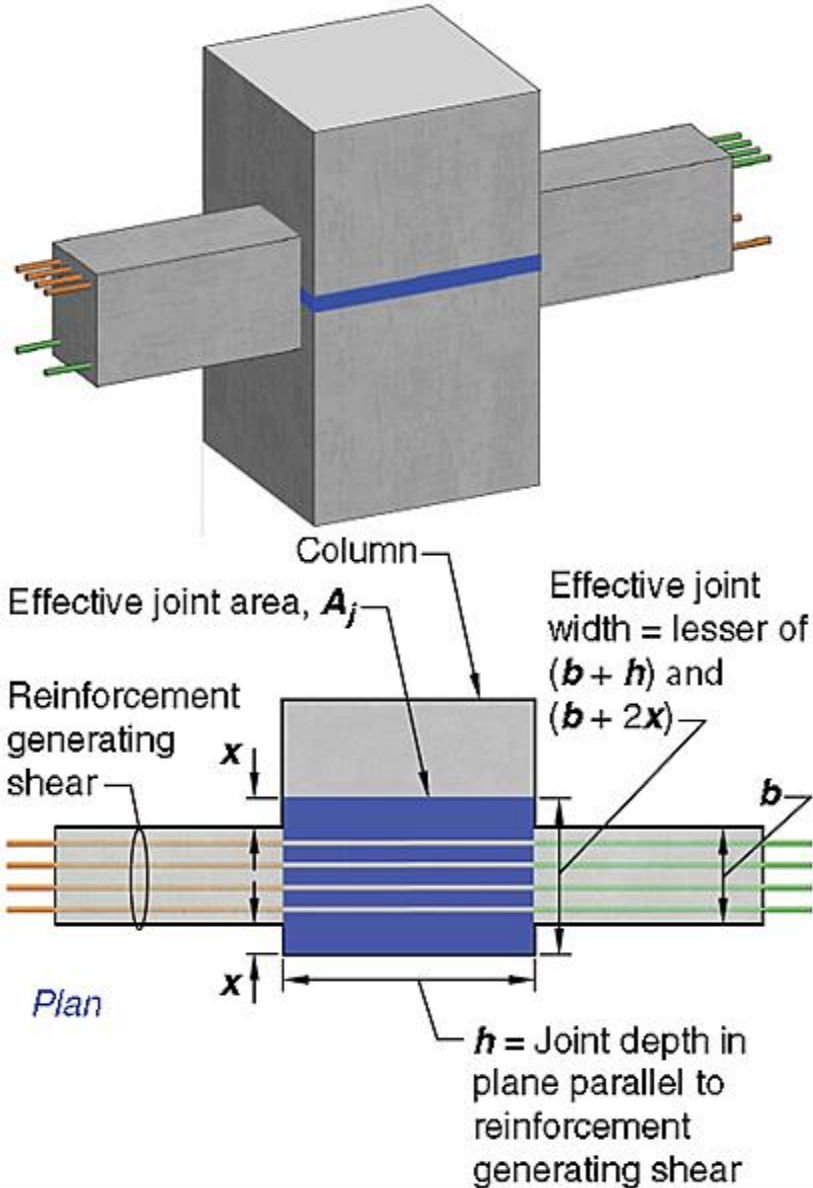 Column
Effective joint area, Aj
Effective joint
width = lesser of
(b + h) and
(b + 2x)
Reinforcement
generating
shear
x
b
x
Plan
h = Joint depth in
plane parallel to
reinforcement
generating shear